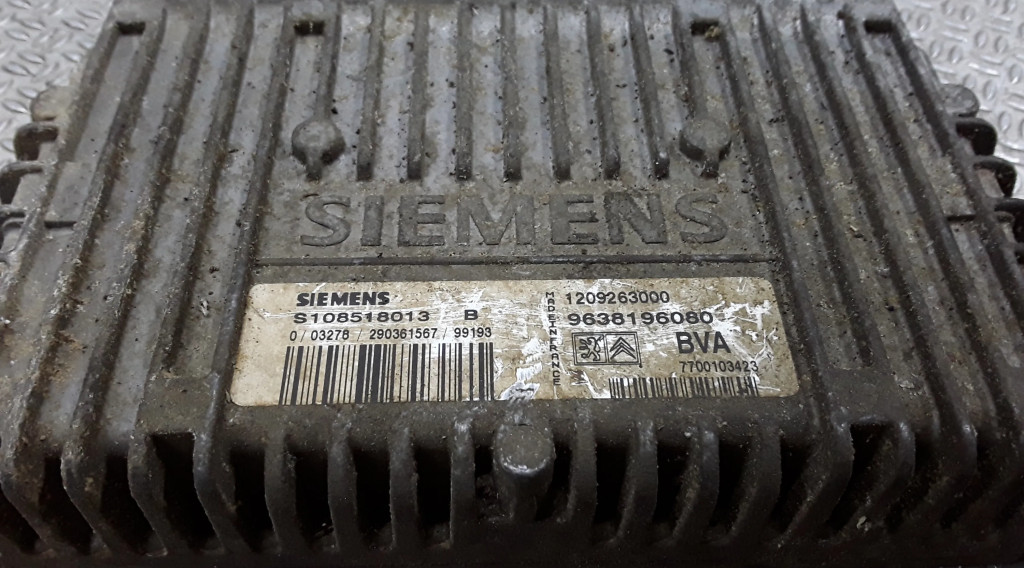 SIEMENS
SIEMENS
S108518013 B
0 / 03278 / 290361567 / 99193
MADE IN FRANCE
1209263000
9638196080
BVA
7700103423